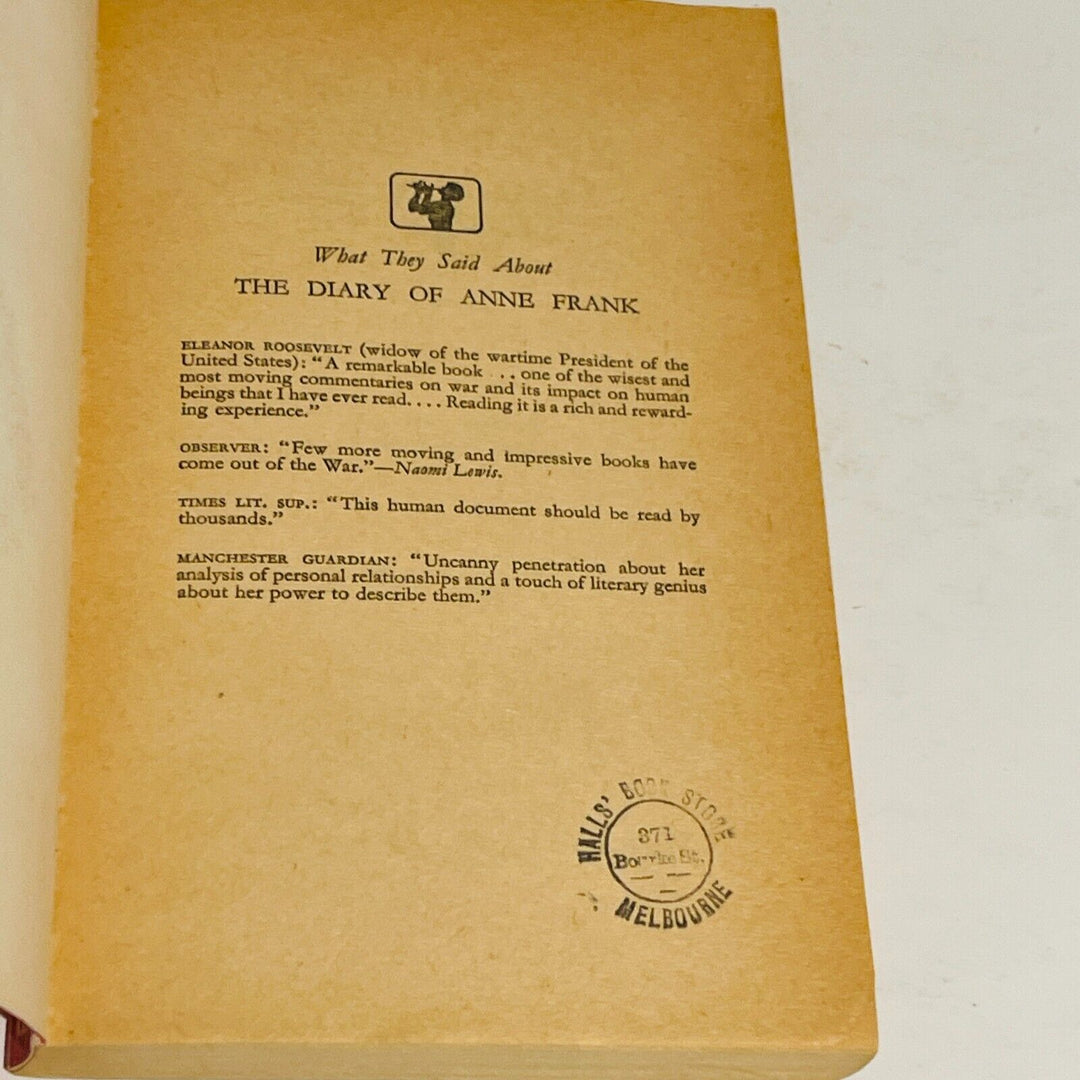 What They Said About
THE DIARY OF ANNE FRANK
ELEANOR ROOSEVELT (widow of the wartime President of the
United States): “A remarkable book . . . one of the wisest and
most moving commentaries on war and its impact on human
beings that I have ever read. . . . Reading it is a rich and reward-
ing experience.”
OBSERVER: “Few more moving and impressive books have
come out of the War.”—Naomi Lewis.
TIMES LIT. SUP.: “This human document should be read by
thousands.”
MANCHESTER GUARDIAN: “Uncanny penetration about her
analysis of personal relationships and a touch of literary genius
about her power to describe them.”
HALLS' BOOK STORE
371
St.
MELBOURNE